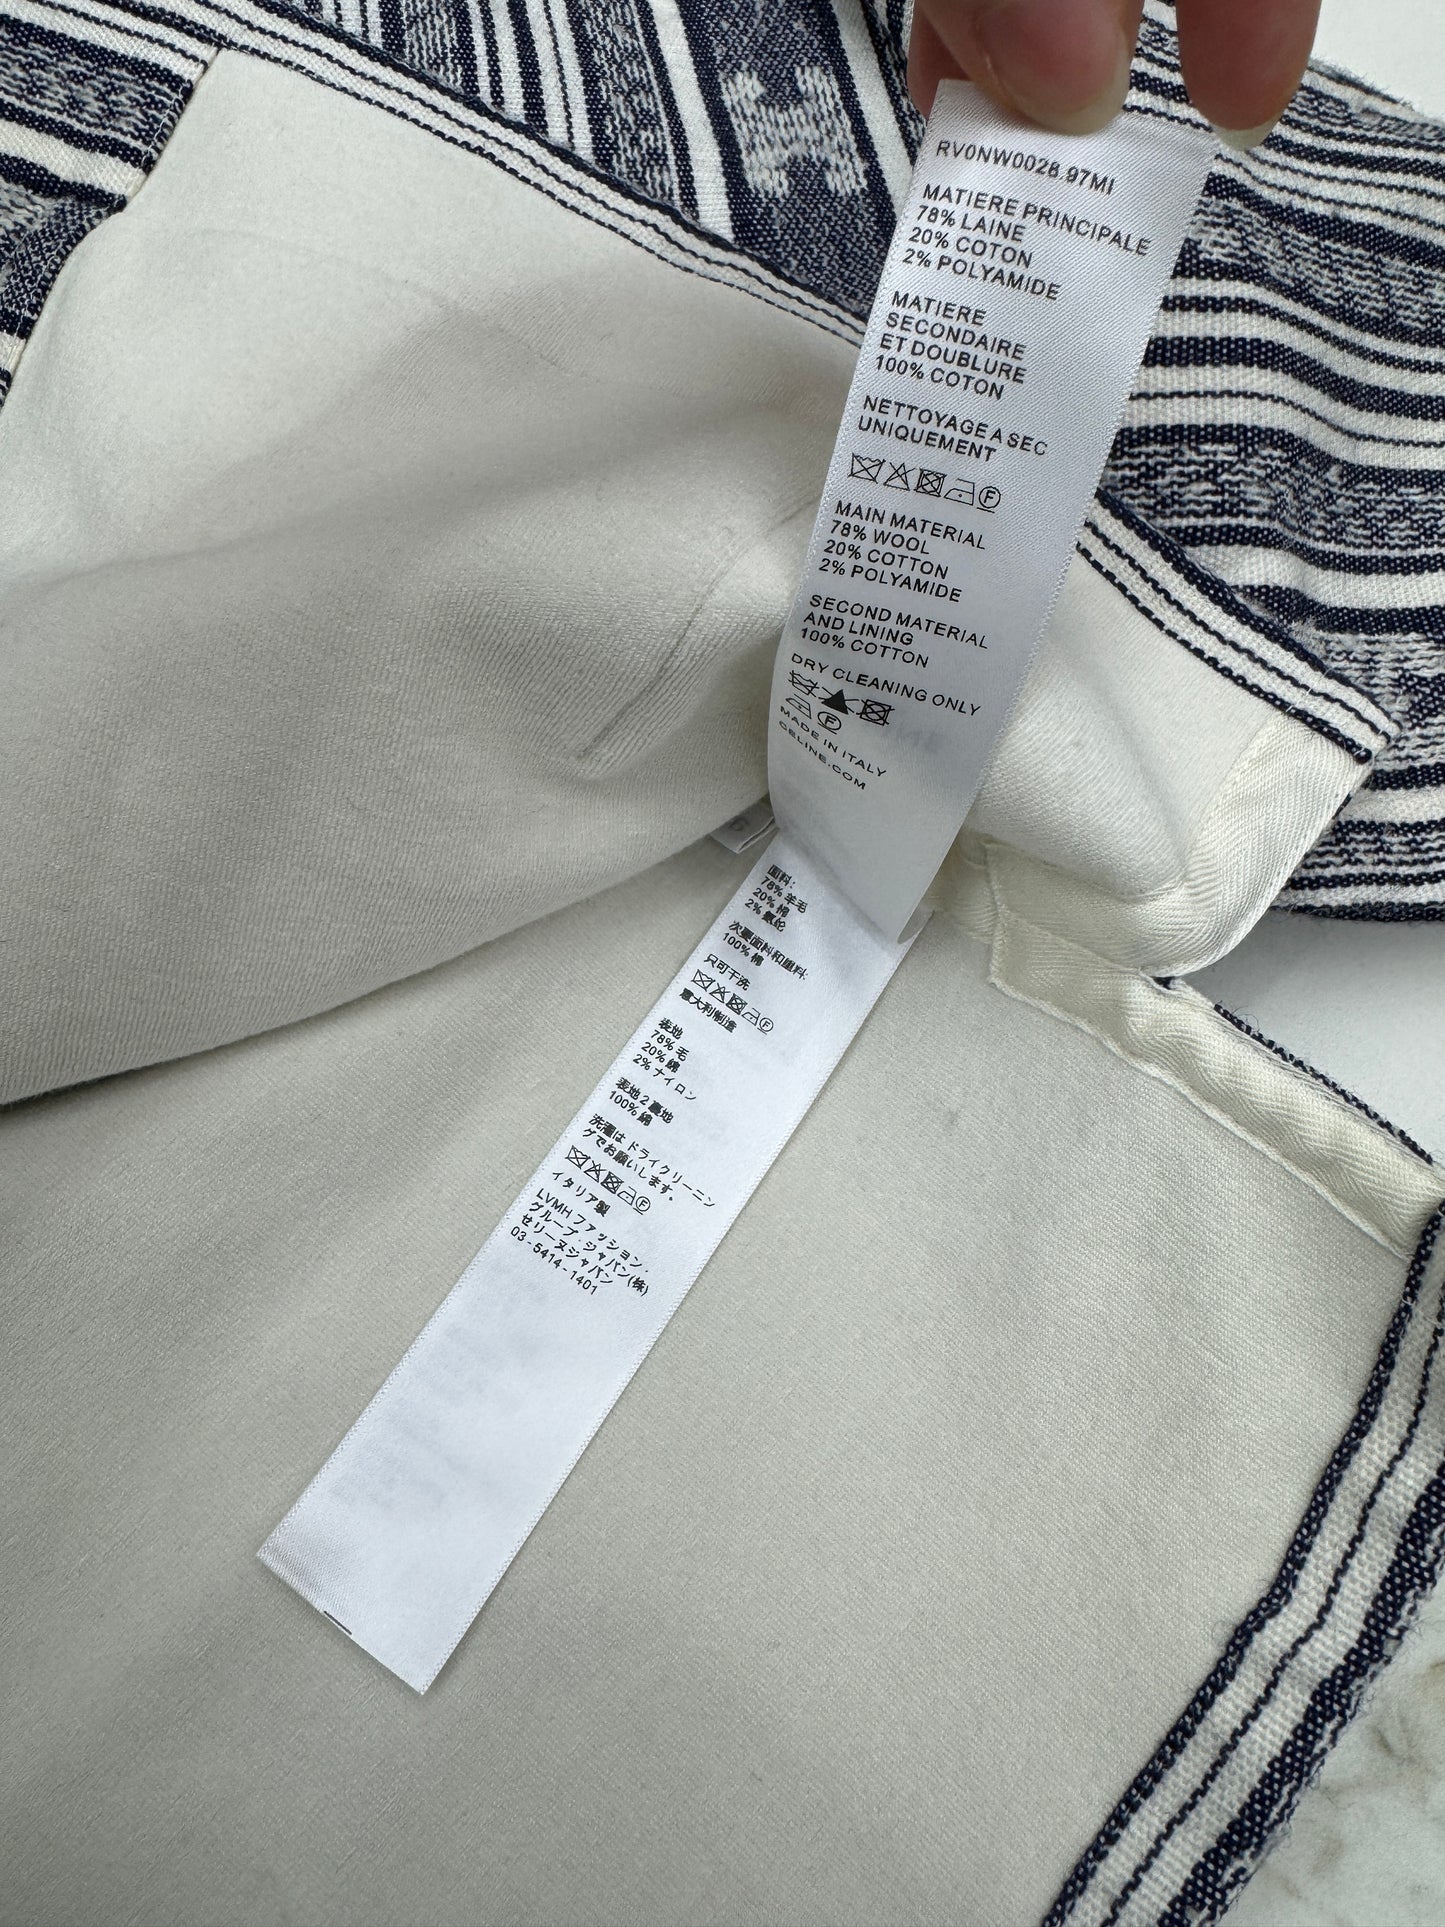 RV0NW0028.97MI
MATIERE PRINCIPALE
78% LAINE
20% COTON
2% POLYAMIDE
MATIERE
SECONDAIRE
ET DOUBLURE
100% COTON
NETTOYAGE A SEC
UNIQUEMENT
F
MAIN MATERIAL
78% WOOL
20% COTTON
2% POLYAMIDE
SECOND MATERIAL
AND LINING
100% COTTON
DRY CLEANING ONLY
F
MADE IN ITALY
CELINE.COM
面料:
78% 羊毛
20% 棉
2% 氨纶
次要面料和里料:
100% 棉
只可干洗
F
意大利制造
表地
78% 毛
20% 綿
2% ナイロン
表地2 裏地
100% 綿
洗濯は ドライクリーニン
グでお願いします。
F
イタリア製
LVMH ファッション・
グループ・ジャパン(株)
セリーヌジャパン
03-5414-1401